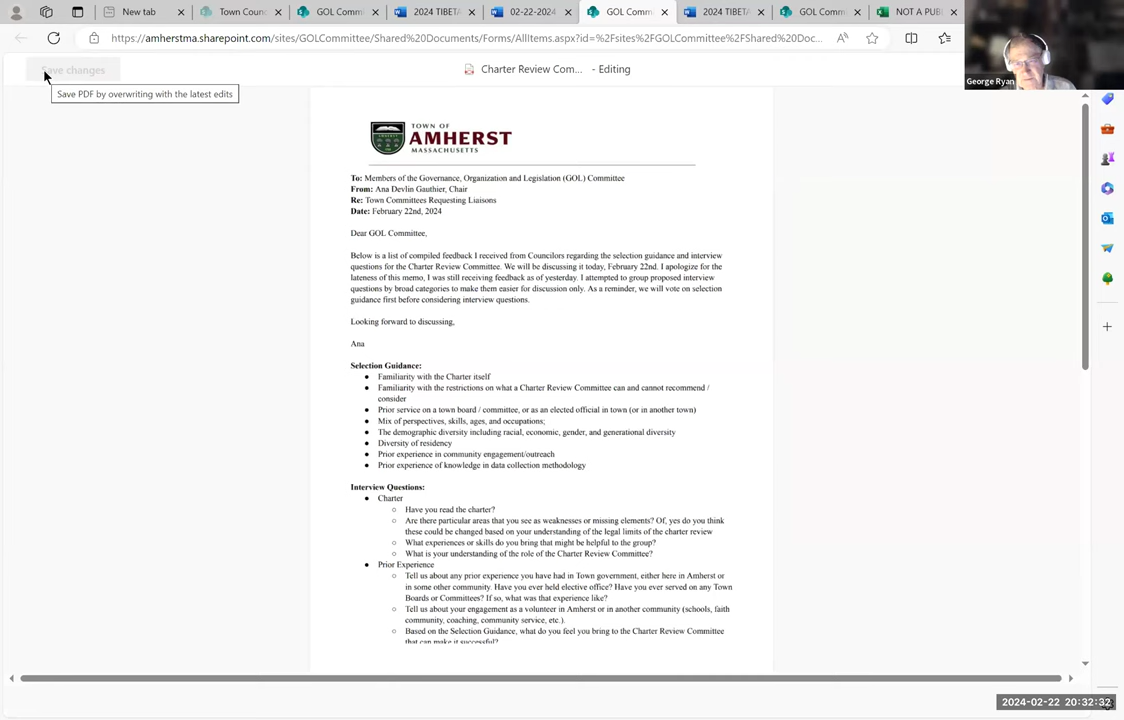 New tab
Town Counc
GOL Commi
2024 TIBETA
02-22-2024
GOL Comm
2024 TIBETA
GOL Comm
NOT A PUB
https://amherstma.sharepoint.com/sites/GOLCommittee/Shared%20Documents/Forms/AllItems.aspx?id=%2Fsites%2FGOLCommittee%2FShared%20Doc...
Save changes
Charter Review Com... - Editing
George Ryan
Save PDF by overwriting with the latest edits
TOWN OF
AMHERST
MASSACHUSETTS
To: Members of the Governance, Organization and Legislation (GOL) Committee
From: Ana Devlin Gauthier, Chair
Re: Town Committees Requesting Liaisons
Date: February 22nd, 2024
Dear GOL Committee,
Below is a list of compiled feedback I received from Councilors regarding the selection guidance and interview
questions for the Charter Review Committee. We will be discussing it today, February 22nd. I apologize for the
lateness of this memo, I was still receiving feedback as of yesterday. I attempted to group proposed interview
questions by broad categories to make them easier for discussion only. As a reminder, we will vote on selection
guidance first before considering interview questions.
Looking forward to discussing,
Ana
Selection Guidance:
● Familiarity with the Charter itself
● Familiarity with the restrictions on what a Charter Review Committee can and cannot recommend /
consider
● Prior service on a town board / committee, or as an elected official in town (or in another town)
● Mix of perspectives, skills, ages, and occupations;
● The demographic diversity including racial, economic, gender, and generational diversity
● Diversity of residency
● Prior experience in community engagement/outreach
● Prior experience of knowledge in data collection methodology
Interview Questions:
● Charter
○ Have you read the charter?
○ Are there particular areas that you see as weaknesses or missing elements? Of, yes do you think
these could be changed based on your understanding of the legal limits of the charter review
○ What experiences or skills do you bring that might be helpful to the group?
○ What is your understanding of the role of the Charter Review Committee?
● Prior Experience
○ Tell us about any prior experience you have had in Town government, either here in Amherst or
in some other community. Have you ever held elective office? Have you ever served on any Town
Boards or Committees? If so, what was that experience like?
○ Tell us about your engagement as a volunteer in Amherst or in another community (schools, faith
community, coaching, community service, etc.).
○ Based on the Selection Guidance, what do you feel you bring to the Charter Review Committee
that can make it successful?
2024-02-22 20:32:32